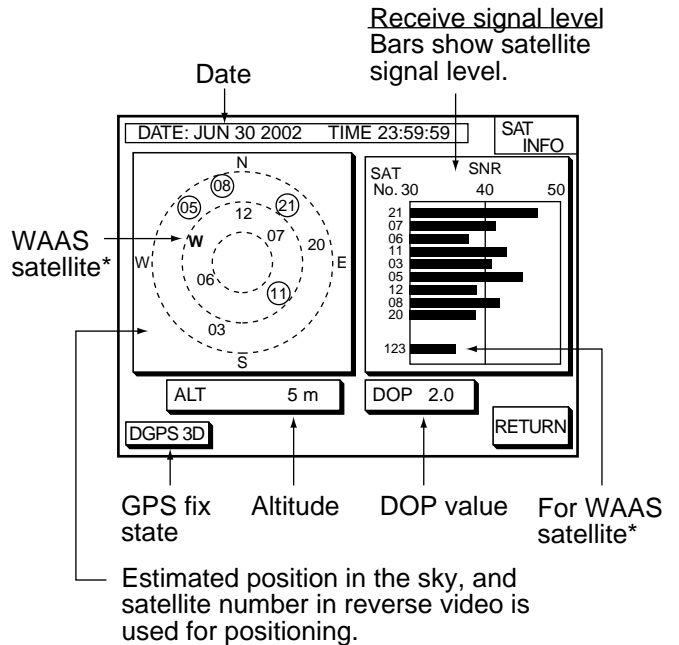 Receive signal level
Bars show satellite
signal level.
Date
DATE: JUN 30 2002 TIME 23:59:59
SAT
INFO
N
08
05
21
12
W
07
20
W
E
06
11
03
S
SAT
No.
SNR
30 40 50
21
07
06
11
03
05
12
08
20
123
WAAS
satellite*
ALT 5 m
DOP 2.0
DGPS 3D
RETURN
GPS fix
state
Altitude
DOP value
For WAAS
satellite*
Estimated position in the sky, and
satellite number in reverse video is
used for positioning.